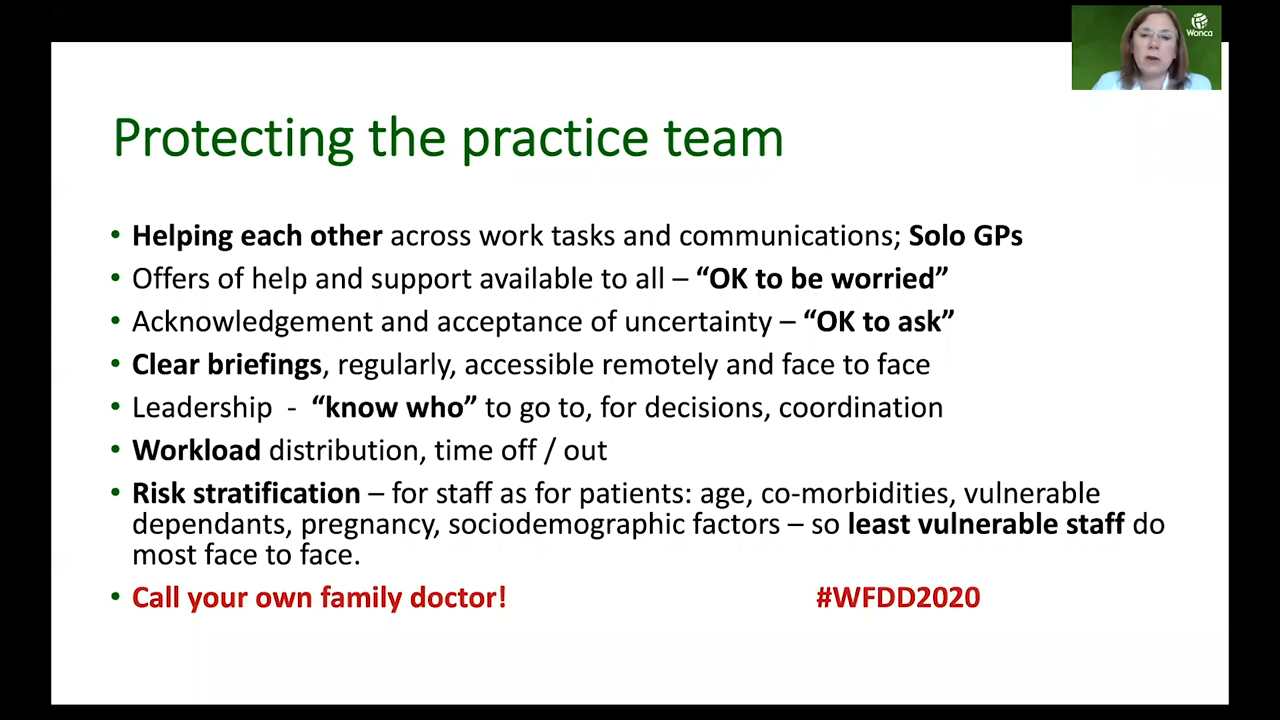 Wonca
Protecting the practice team
• Helping each other across work tasks and communications; Solo GPs
• Offers of help and support available to all – “OK to be worried”
• Acknowledgement and acceptance of uncertainty – “OK to ask”
• Clear briefings, regularly, accessible remotely and face to face
• Leadership - “know who” to go to, for decisions, coordination
• Workload distribution, time off / out
• Risk stratification – for staff as for patients: age, co-morbidities, vulnerable
dependants, pregnancy, sociodemographic factors – so least vulnerable staff do
most face to face.
• Call your own family doctor! #WFDD2020